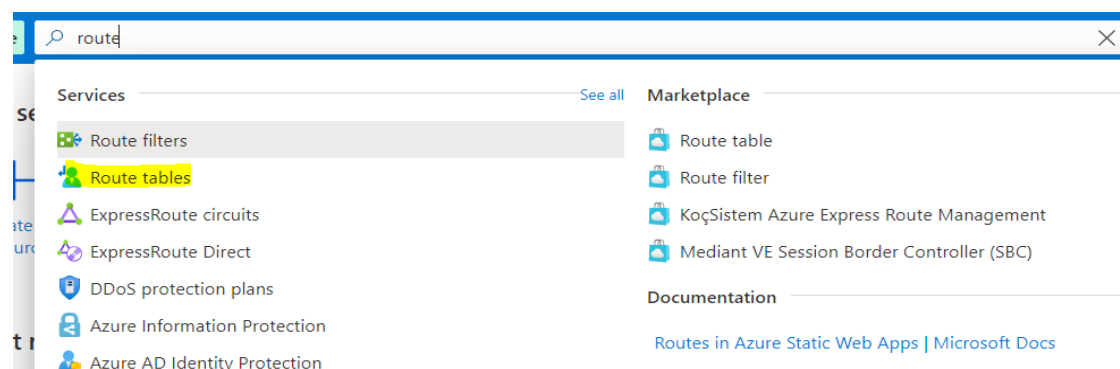 route
Services
See all
Route filters
Route tables
ExpressRoute circuits
ExpressRoute Direct
DDoS protection plans
Azure Information Protection
Azure AD Identity Protection
Marketplace
Route table
Route filter
KoçSistem Azure Express Route Management
Mediant VE Session Border Controller (SBC)
Documentation
Routes in Azure Static Web Apps | Microsoft Docs